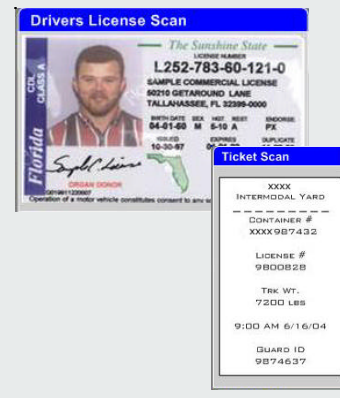 Drivers License Scan
The Sunshine State
LICENSE NUMBER
L252-783-60-121-0
CDL
CLASS A
SAMPLE COMMERCIAL LICENSE
50210 GETAROUND LANE
TALLAHASSEE, FL 32399-0000
BIRTH DATE SEX HGT REST ENDORSE
04-01-60 M 5-10 A PX
ISSUED EXPIRES DUPLICATE
10-30-97
Florida
ORGAN DONOR
Operation of a motor vehicle constitutes consent to any
Ticket Scan
XXXX
INTERMODAL YARD
CONTAINER #
XXXX987432
LICENSE #
9800828
TRK WT.
7200 LBS
9:00 AM 6/16/04
GUARD ID
9874637